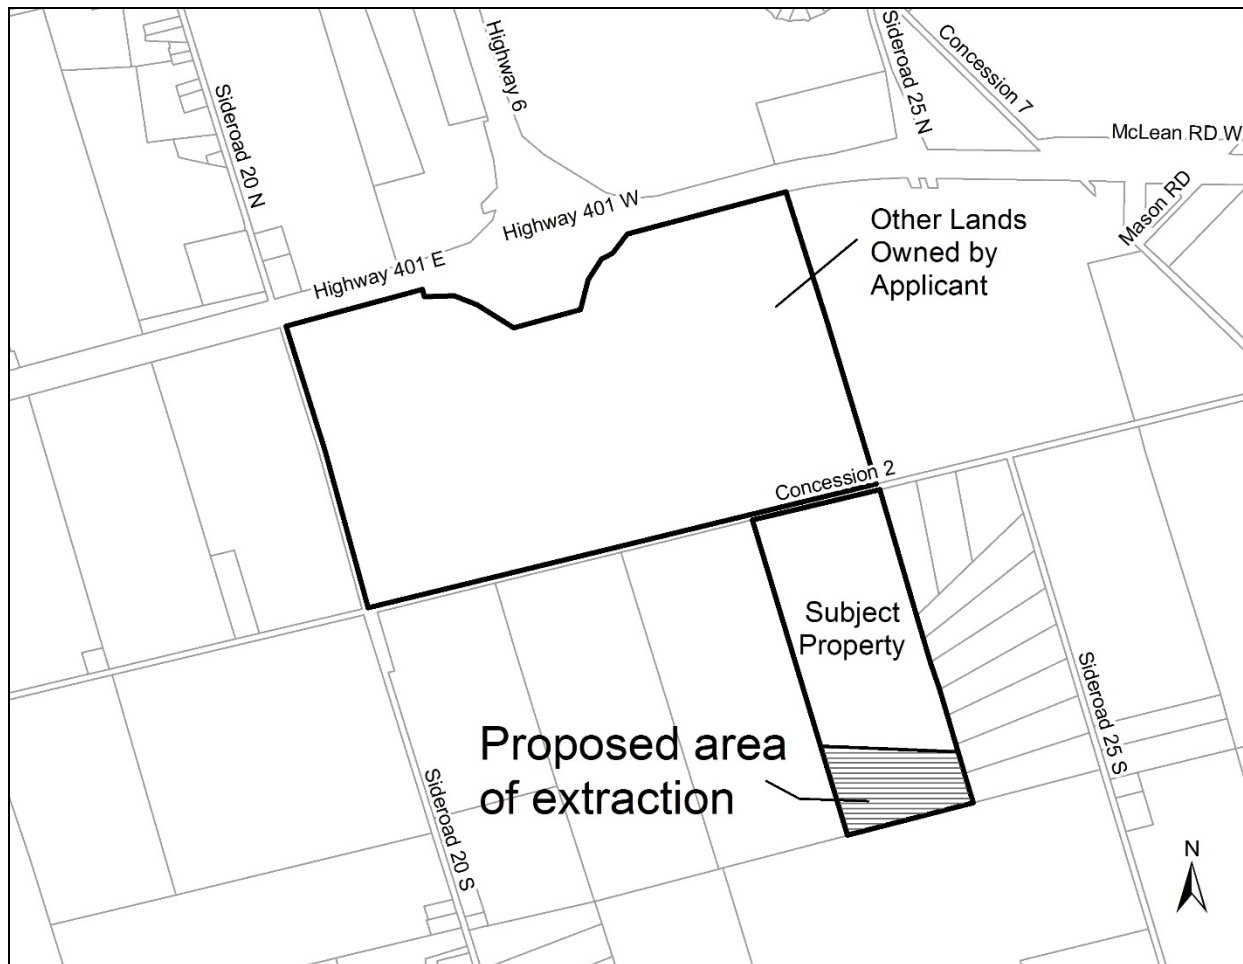 Highway 6
Sideroad 25 N
Concession 7
McLean RD W
Sideroad 20 N
Mason RD
Highway 401 W
Highway 401 E
Other Lands
Owned by
Applicant
Concession 2
Subject
Property
Sideroad 25 S
Proposed area
of extraction
Sideroad 20 S
N